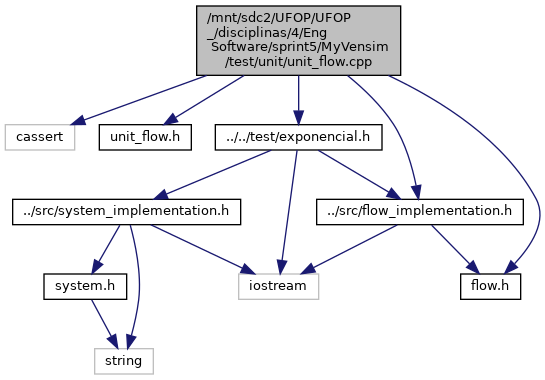 /mnt/sdc2/UFOP/UFOP
_/disciplinas/4/Eng
Software/sprint5/MyVensim
/test/unit/unit_flow.cpp
cassert
unit_flow.h
../../test/exponencial.h
../src/system_implementation.h
../src/flow_implementation.h
system.h
iostream
flow.h
string